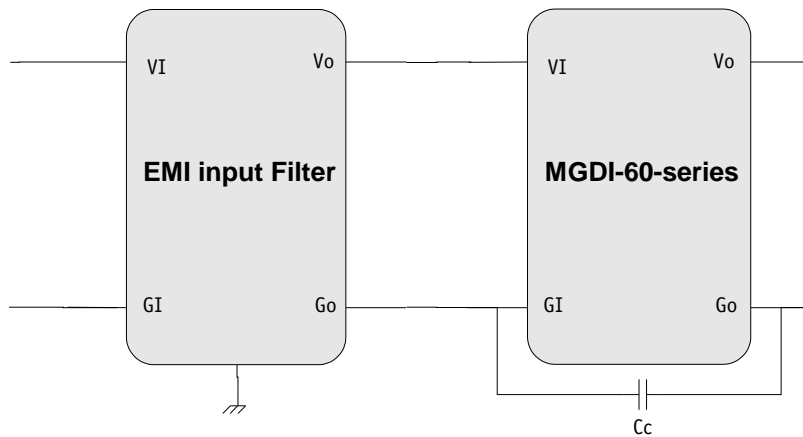 VI Vo VI Vo
EMI input Filter MGDI-60-series
GI Go GI Go
Cc